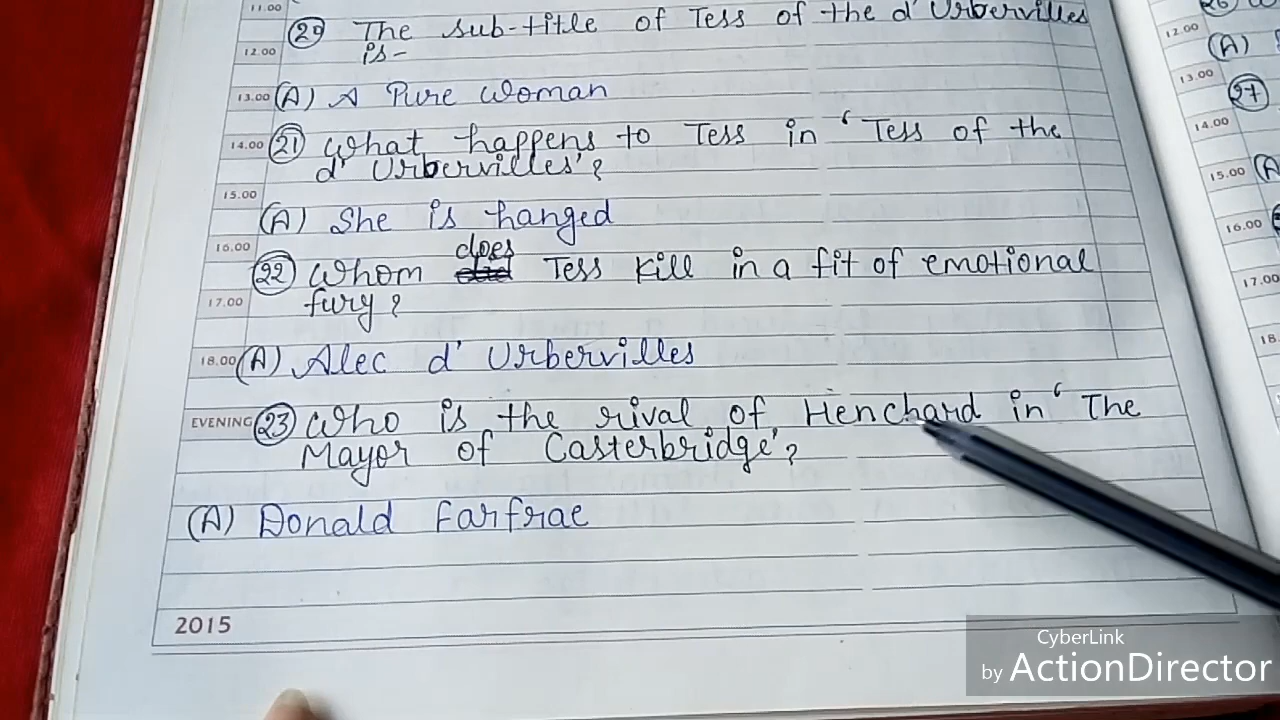 11.00
(29) The sub-title of Tess of the d'Urbervilles
12.00
is-
13.00 (A) A Pure Woman
14.00 (21) What happens to Tess in 'Tess of the
d' Urbervilles'?
15.00
(A) She is hanged
16.00
does
(22) Whom Tess kill in a fit of emotional
17.00 fury?
18.00 (A) Alec d' Urbervilles
EVENING (23) Who is the rival of Henchard in 'The
Mayor of Casterbridge'?
(A) Donald Farfrae
2015
12.00
(A)
13.00
(27)
14.00
15.00 (A
16.00
17.00
18.
CyberLink
by ActionDirector